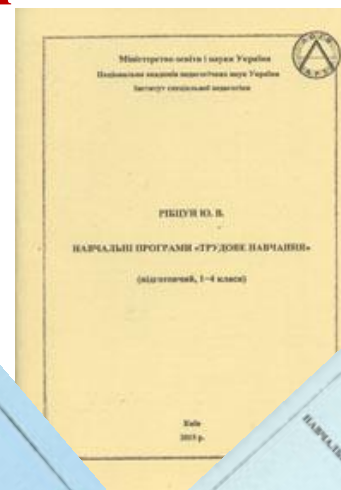 Міністерство освіти і науки України
Національна академія педагогічних наук України
Інститут спеціальної педагогіки
РІБЦУН Ю. В.
НАВЧАЛЬНІ ПРОГРАМИ «ТРУДОВЕ НАВЧАННЯ»
(підготовчий, 1–4 класи)
Київ
2015 р.